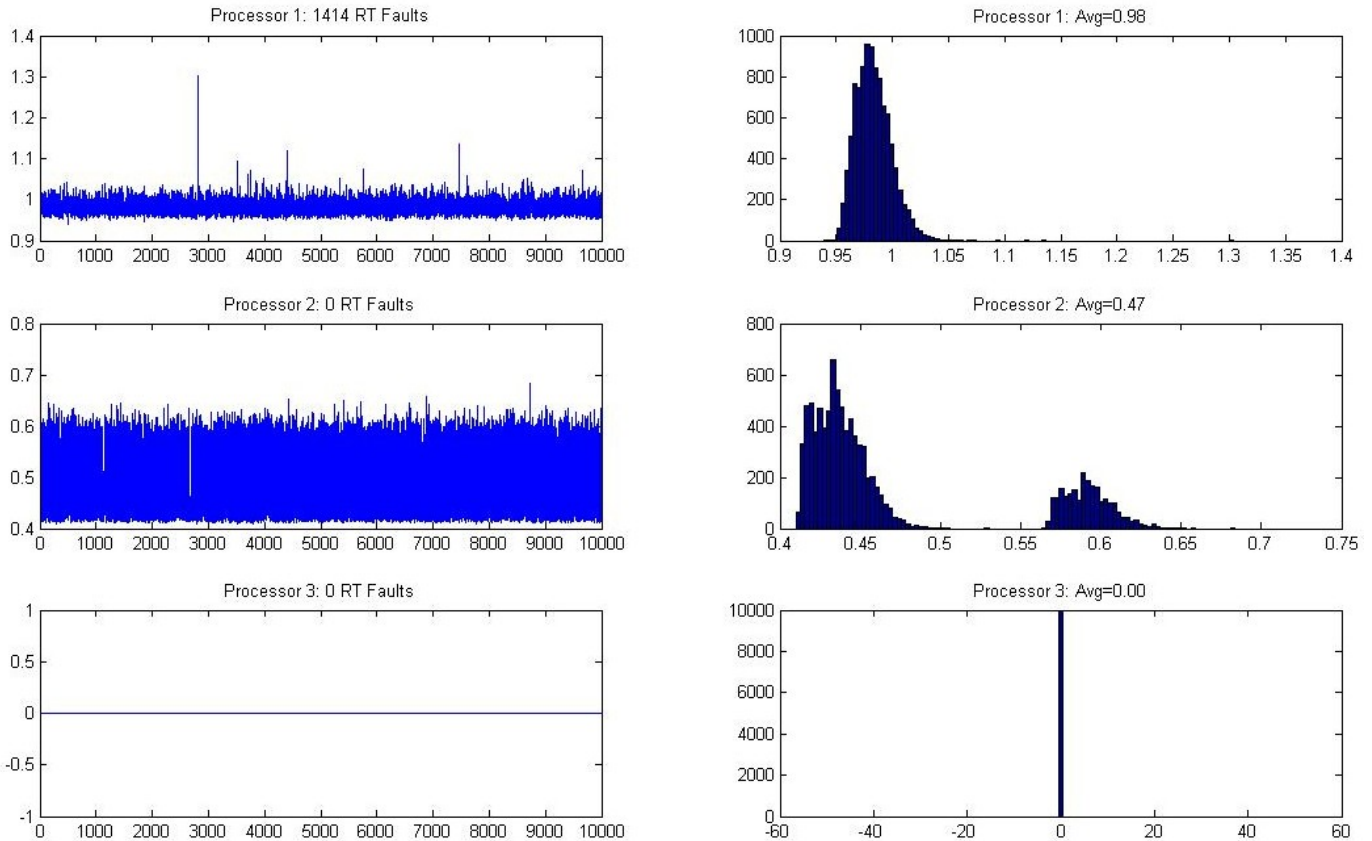 Processor 1: 1414 RT Faults
1.4
1.3
1.2
1.1
1
0.9
0 1000 2000 3000 4000 5000 6000 7000 8000 9000 10000
Processor 1: Avg=0.98
1000
800
600
400
200
0
0.9 0.95 1 1.05 1.1 1.15 1.2 1.25 1.3 1.35 1.4
Processor 2: 0 RT Faults
0.8
0.7
0.6
0.5
0.4
0 1000 2000 3000 4000 5000 6000 7000 8000 9000 10000
Processor 2: Avg=0.47
800
600
400
200
0
0.4 0.45 0.5 0.55 0.6 0.65 0.7 0.75
Processor 3: 0 RT Faults
1
0.5
0
-0.5
-1
0 1000 2000 3000 4000 5000 6000 7000 8000 9000 10000
Processor 3: Avg=0.00
10000
8000
6000
4000
2000
0
-60 -40 -20 0 20 40 60